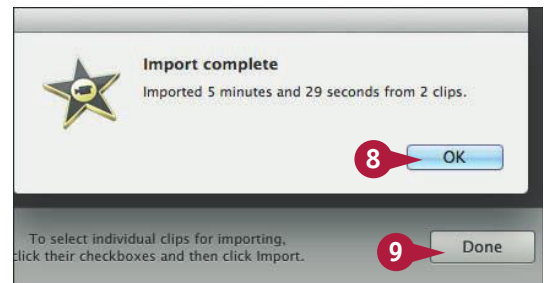 Import complete
Imported 5 minutes and 29 seconds from 2 clips.
8
OK
To select individual clips for importing,
click their checkboxes and then click Import.
9
Done